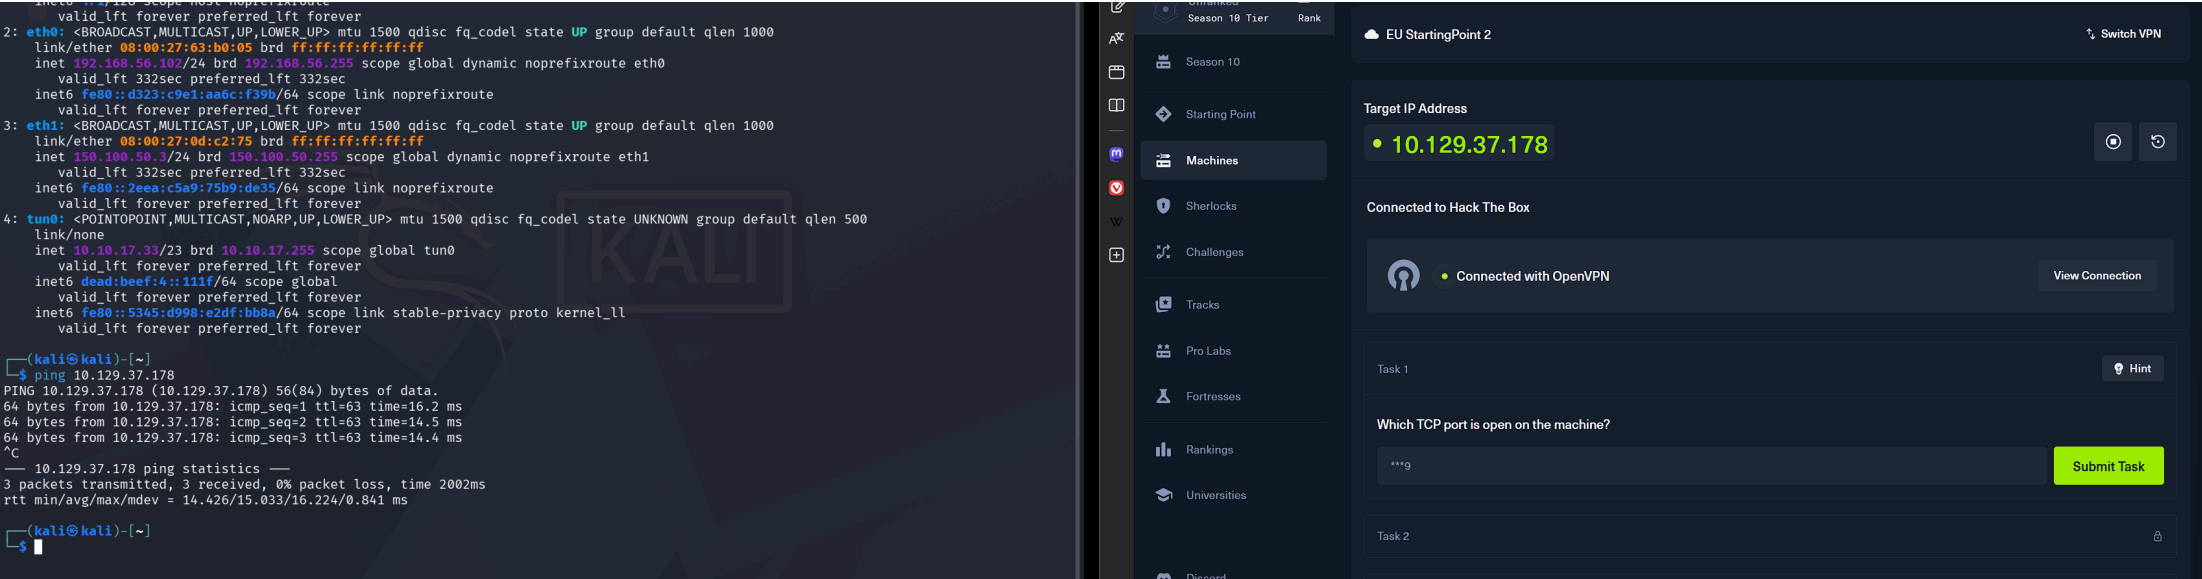 valid_lft forever preferred_lft forever
2: eth0: <BROADCAST,MULTICAST,UP,LOWER_UP> mtu 1500 qdisc fq_codel state UP group default qlen 1000
link/ether 08:00:27:63:b0:05 brd ff:ff:ff:ff:ff:ff
inet 192.168.56.102/24 brd 192.168.56.255 scope global dynamic noprefixroute eth0
valid_lft 332sec preferred_lft 332sec
inet6 fe80::d323:c9e1:aa6c:f39b/64 scope link noprefixroute
valid_lft forever preferred_lft forever
3: eth1: <BROADCAST,MULTICAST,UP,LOWER_UP> mtu 1500 qdisc fq_codel state UP group default qlen 1000
link/ether 08:00:27:0d:c2:75 brd ff:ff:ff:ff:ff:ff
inet 150.100.50.3/24 brd 150.100.50.255 scope global dynamic noprefixroute eth1
valid_lft 332sec preferred_lft 332sec
inet6 fe80::2eea:c5a9:75b9:de35/64 scope link noprefixroute
valid_lft forever preferred_lft forever
4: tun0: <POINTOPOINT,MULTICAST,NOARP,UP,LOWER_UP> mtu 1500 qdisc fq_codel state UNKNOWN group default qlen 500
link/none
inet 10.10.17.33/23 brd 10.10.17.255 scope global tun0
valid_lft forever preferred_lft forever
inet6 dead:beef:4::111f/64 scope global
valid_lft forever preferred_lft forever
inet6 fe80::5345:d998:e2df:bb8a/64 scope link stable-privacy proto kernel_ll
valid_lft forever preferred_lft forever
KALI
(kali㉿kali)-[~]
$ ping 10.129.37.178
PING 10.129.37.178 (10.129.37.178) 56(84) bytes of data.
64 bytes from 10.129.37.178: icmp_seq=1 ttl=63 time=16.2 ms
64 bytes from 10.129.37.178: icmp_seq=2 ttl=63 time=14.5 ms
64 bytes from 10.129.37.178: icmp_seq=3 ttl=63 time=14.4 ms
^C
--- 10.129.37.178 ping statistics ---
3 packets transmitted, 3 received, 0% packet loss, time 2002ms
rtt min/avg/max/mdev = 14.426/15.033/16.224/0.841 ms
(kali㉿kali)-[~]
$
Season 10 Tier
Rank
Season 10
Starting Point
Machines
Sherlocks
Challenges
Tracks
Pro Labs
Fortresses
Rankings
Universities
Discord
EU StartingPoint 2
Switch VPN
Target IP Address
10.129.37.178
Connected to Hack The Box
Connected with OpenVPN
View Connection
Task 1
Hint
Which TCP port is open on the machine?
***9
Submit Task
Task 2